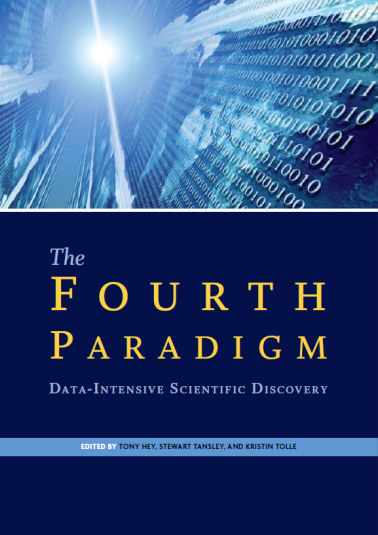 The
FOURTH
PARADIGM
DATA-INTENSIVE SCIENTIFIC DISCOVERY
EDITED BY TONY HEY, STEWART TANSLEY, AND KRISTIN TOLLE